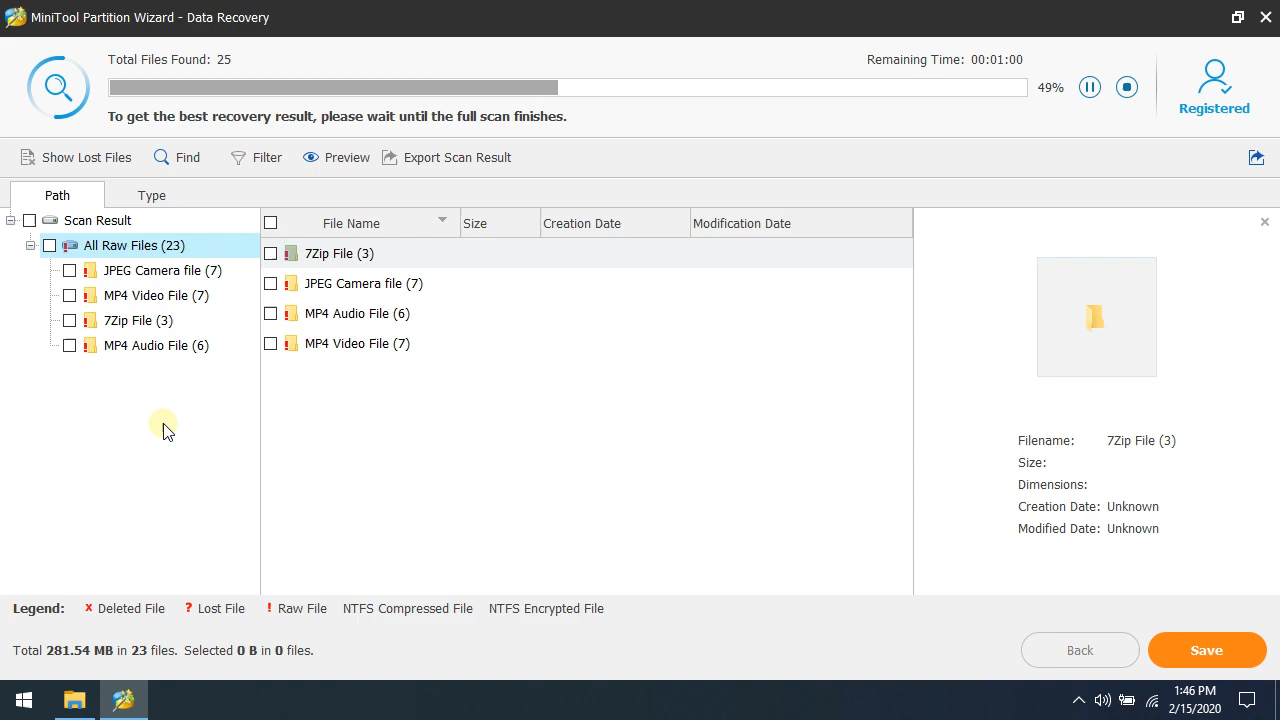 MiniTool Partition Wizard - Data Recovery
Total Files Found: 25
Remaining Time: 00:01:00
49%
To get the best recovery result, please wait until the full scan finishes.
Registered
Show Lost Files
Find
Filter
Preview
Export Scan Result
Path
Type
Scan Result
All Raw Files (23)
JPEG Camera file (7)
MP4 Video File (7)
7Zip File (3)
MP4 Audio File (6)
File Name
Size
Creation Date
Modification Date
7Zip File (3)
JPEG Camera file (7)
MP4 Audio File (6)
MP4 Video File (7)
Filename: 7Zip File (3)
Size:
Dimensions:
Creation Date: Unknown
Modified Date: Unknown
Legend: x Deleted File ? Lost File ! Raw File NTFS Compressed File NTFS Encrypted File
Total 281.54 MB in 23 files. Selected 0 B in 0 files.
Back
Save
1:46 PM
2/15/2020